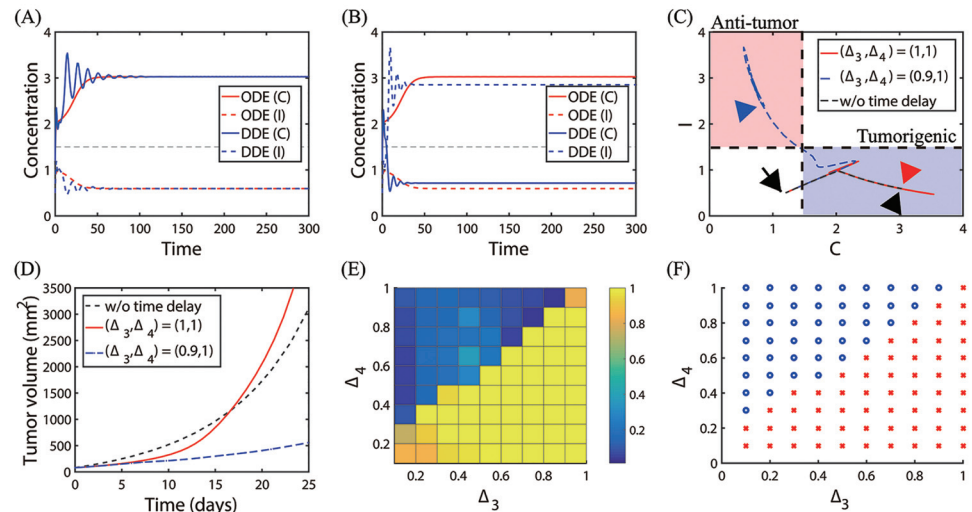 (A)
4
3
2
1
0
Concentration
ODE (C)
ODE (I)
DDE (C)
DDE (I)
0 50 100 150 200 250 300
Time
(B)
4
3
2
1
0
Concentration
ODE (C)
ODE (I)
DDE (C)
DDE (I)
0 50 100 150 200 250 300
Time
(C)
Anti-tumor
4
3
2
1
0
I
(Δ3,Δ4) = (1,1)
(Δ3,Δ4) = (0.9,1)
w/o time delay
Tumorigenic
0 1 2 3 4
C
(D)
3500
3000
2500
2000
1500
1000
500
0
Tumor volume (mm²)
w/o time delay
(Δ3,Δ4) = (1,1)
(Δ3,Δ4) = (0.9,1)
0 5 10 15 20 25
Time (days)
(E)
1
0.8
0.6
0.4
0.2
Δ4
0.2 0.4 0.6 0.8 1
Δ3
1
0.8
0.6
0.4
0.2
(F)
1
0.8
0.6
0.4
0.2
0
Δ4
0 0.2 0.4 0.6 0.8 1
Δ3